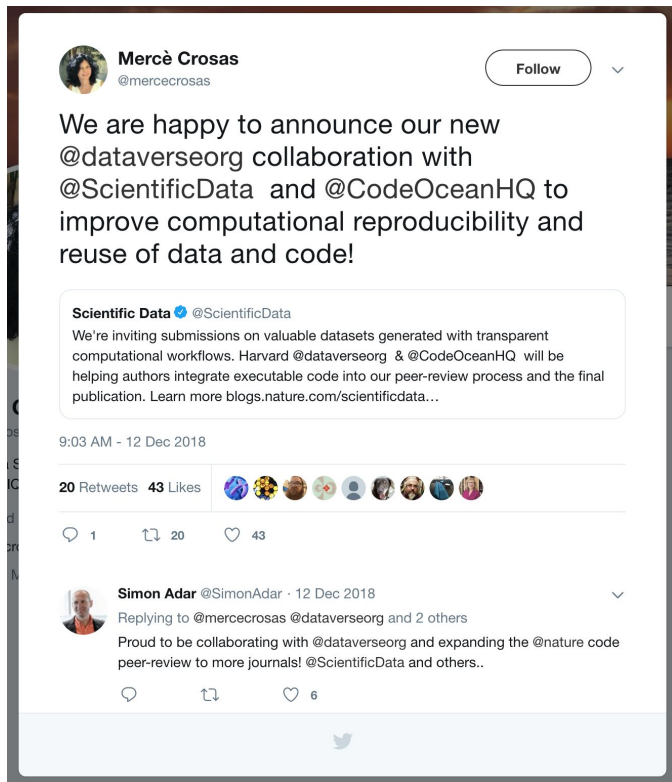 Mercè Crosas
@mercecrosas
Follow
We are happy to announce our new
@dataverseorg collaboration with
@ScientificData and @CodeOceanHQ to
improve computational reproducibility and
reuse of data and code!
Scientific Data @ScientificData
We're inviting submissions on valuable datasets generated with transparent
computational workflows. Harvard @dataverseorg & @CodeOceanHQ will be
helping authors integrate executable code into our peer-review process and the final
publication. Learn more blogs.nature.com/scientificdata…
9:03 AM - 12 Dec 2018
20 Retweets 43 Likes
1 20 43
Simon Adar @SimonAdar · 12 Dec 2018
Replying to @mercecrosas @dataverseorg and 2 others
Proud to be collaborating with @dataverseorg and expanding the @nature code
peer-review to more journals! @ScientificData and others..
6